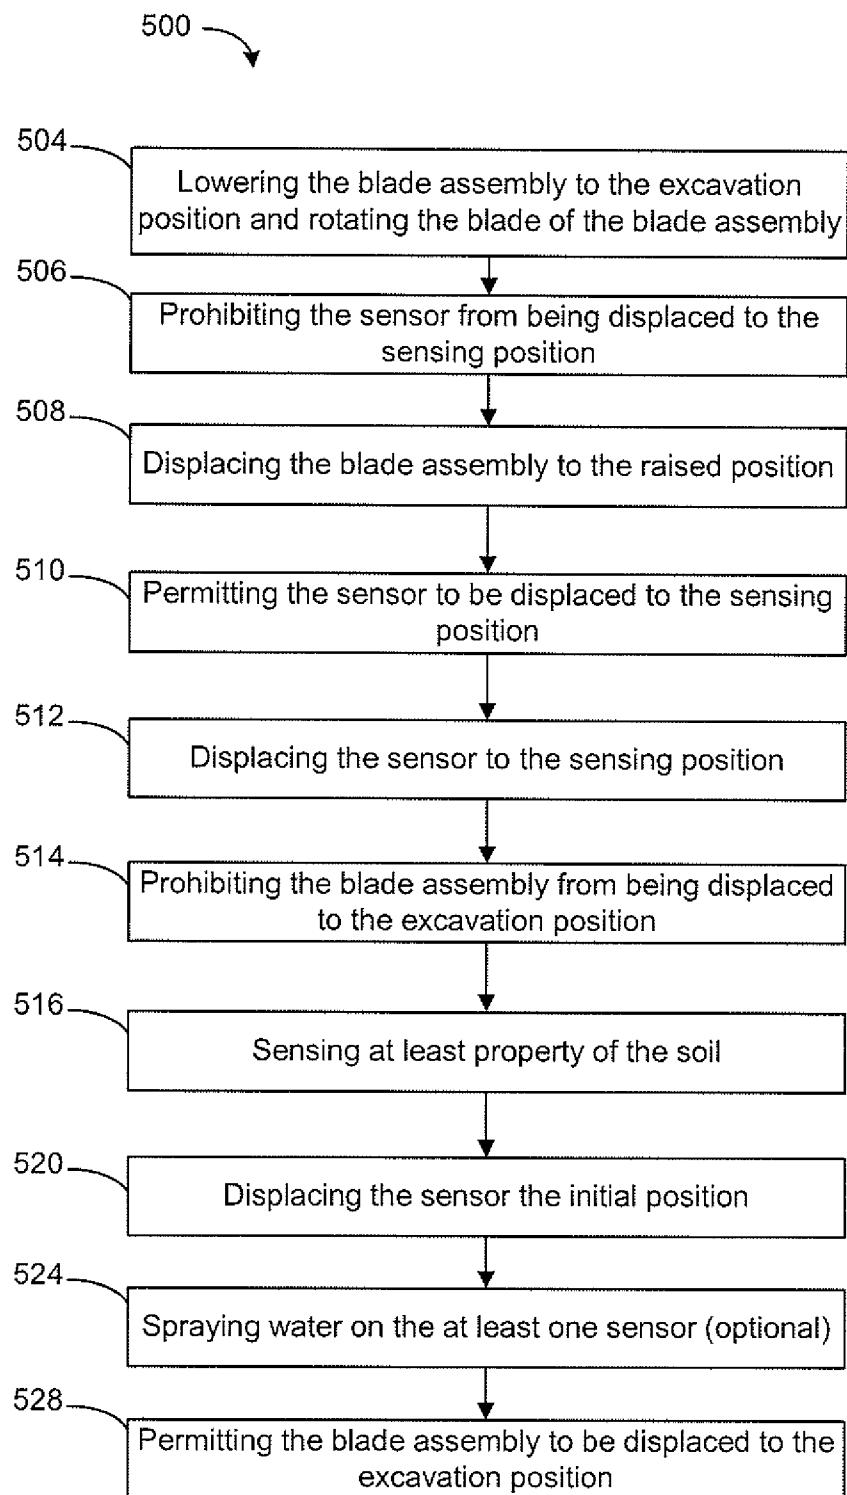 500
504
Lowering the blade assembly to the excavation
position and rotating the blade of the blade assembly
506
Prohibiting the sensor from being displaced to the
sensing position
508
Displacing the blade assembly to the raised position
510
Permitting the sensor to be displaced to the sensing
position
512
Displacing the sensor to the sensing position
514
Prohibiting the blade assembly from being displaced
to the excavation position
516
Sensing at least property of the soil
520
Displacing the sensor the initial position
524
Spraying water on the at least one sensor (optional)
528
Permitting the blade assembly to be displaced to the
excavation position